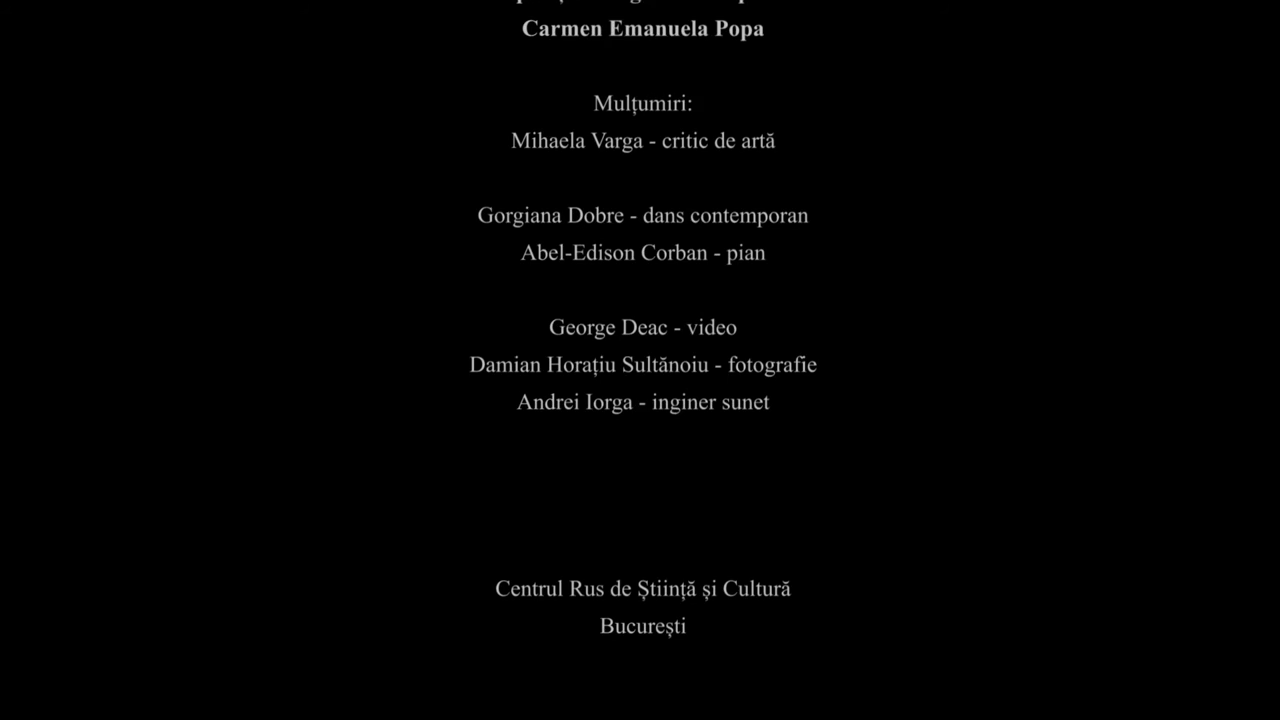 Carmen Emanuela Popa
Mulțumiri:
Mihaela Varga - critic de artă
Gorgiana Dobre - dans contemporan
Abel-Edison Corban - pian
George Deac - video
Damian Horațiu Sultănoiu - fotografie
Andrei Iorga - inginer sunet
Centrul Rus de Știință și Cultură
București